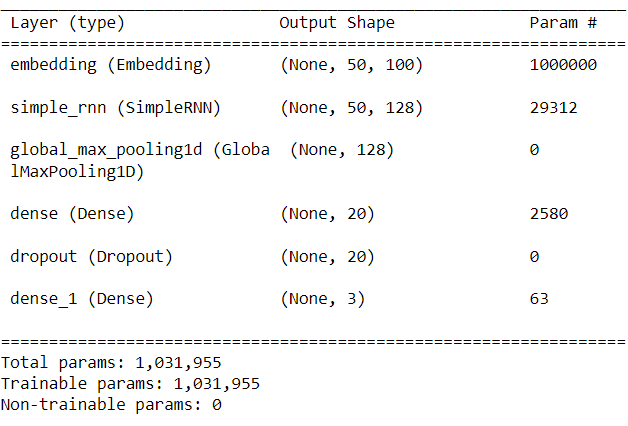 Layer (type) Output Shape Param #
=================================================================
embedding (Embedding) (None, 50, 100) 1000000
simple_rnn (SimpleRNN) (None, 50, 128) 29312
global_max_pooling1d (Globa (None, 128) 0
lMaxPooling1D)
dense (Dense) (None, 20) 2580
dropout (Dropout) (None, 20) 0
dense_1 (Dense) (None, 3) 63
=================================================================
Total params: 1,031,955
Trainable params: 1,031,955
Non-trainable params: 0